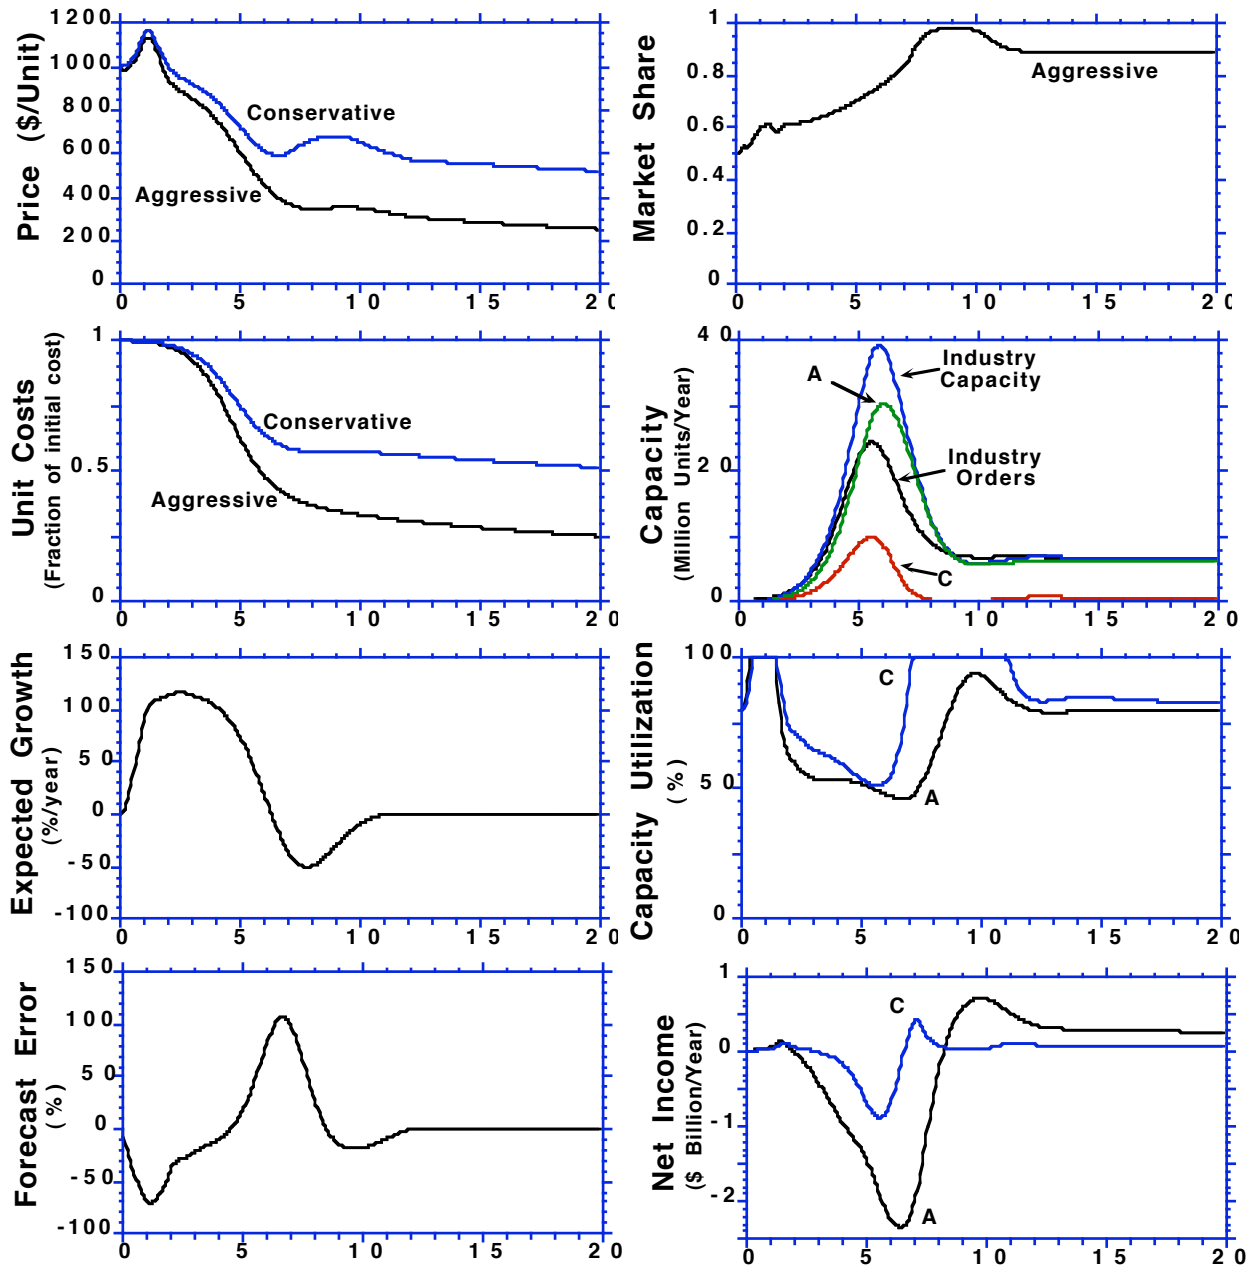 Price ($/Unit)
1200
1000
800
600
400
200
0
Conservative
Aggressive
0 5 10 15 20
Market Share
1
0.8
0.6
0.4
0.2
0
Aggressive
0 5 10 15 20
Unit Costs
(Fraction of initial cost)
1
0.5
0
Conservative
Aggressive
0 5 10 15 20
Capacity
(Million Units/Year)
40
20
0
A
Industry
Capacity
Industry
Orders
C
0 5 10 15 20
Expected Growth
(%/year)
150
100
50
0
-50
-100
0 5 10 15 20
Capacity Utilization
(%)
100
50
0
C
A
0 5 10 15 20
Forecast Error
(%)
150
100
50
0
-50
-100
0 5 10 15 20
Net Income
($ Billion/Year)
1
0
-1
-2
C
A
0 5 10 15 20